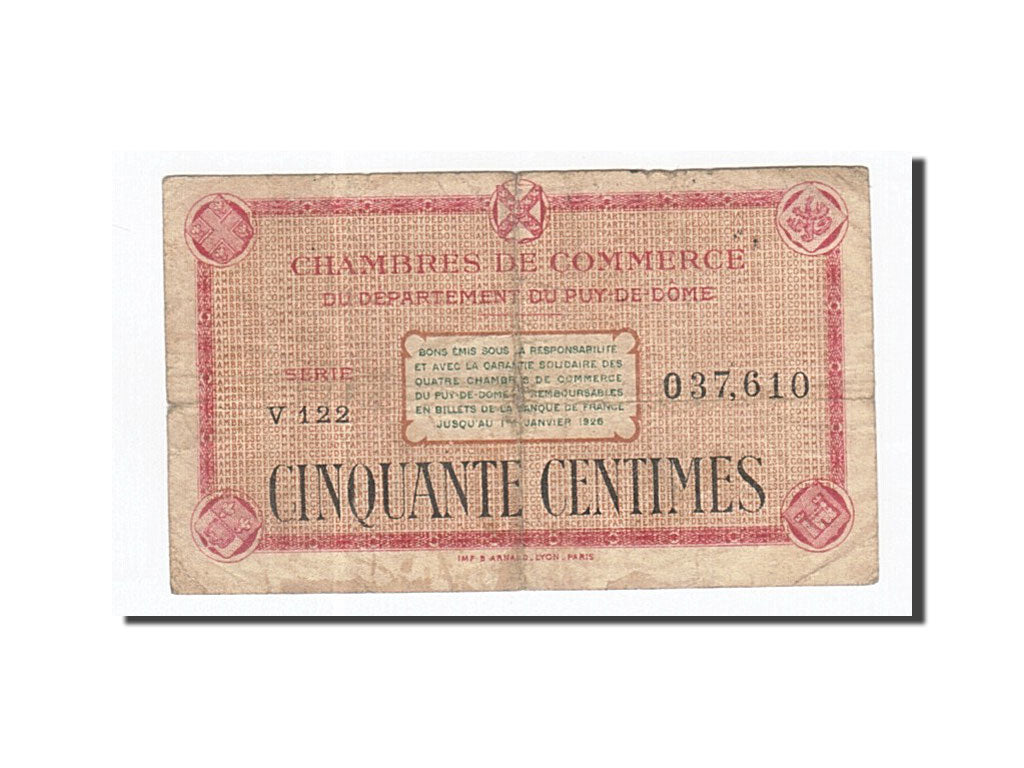 CHAMBRES DE COMMERCE
DU DEPARTEMENT DU PUY-DE-DOME
BONS ÉMIS SOUS LA RESPONSABILITÉ
ET AVEC LA GARANTIE SOLIDAIRE DES
QUATRE CHAMBRES DE COMMERCE
DU PUY-DE-DOME REMBOURSABLES
EN BILLETS DE LA BANQUE DE FRANCE
JUSQU'AU 1ER JANVIER 1926
SERIE
V 122
037,610
CINQUANTE CENTIMES
IMP B ARNAUD. LYON. PARIS